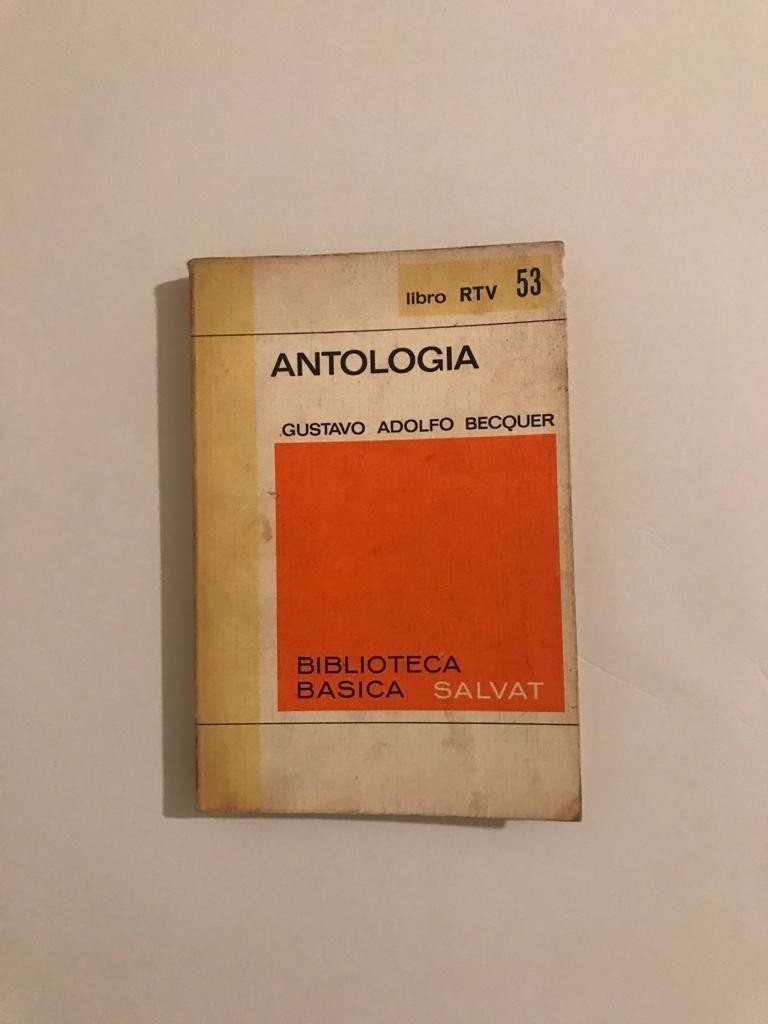 libro RTV 53
ANTOLOGIA
GUSTAVO ADOLFO BECQUER
BIBLIOTECA
BASICA SALVAT